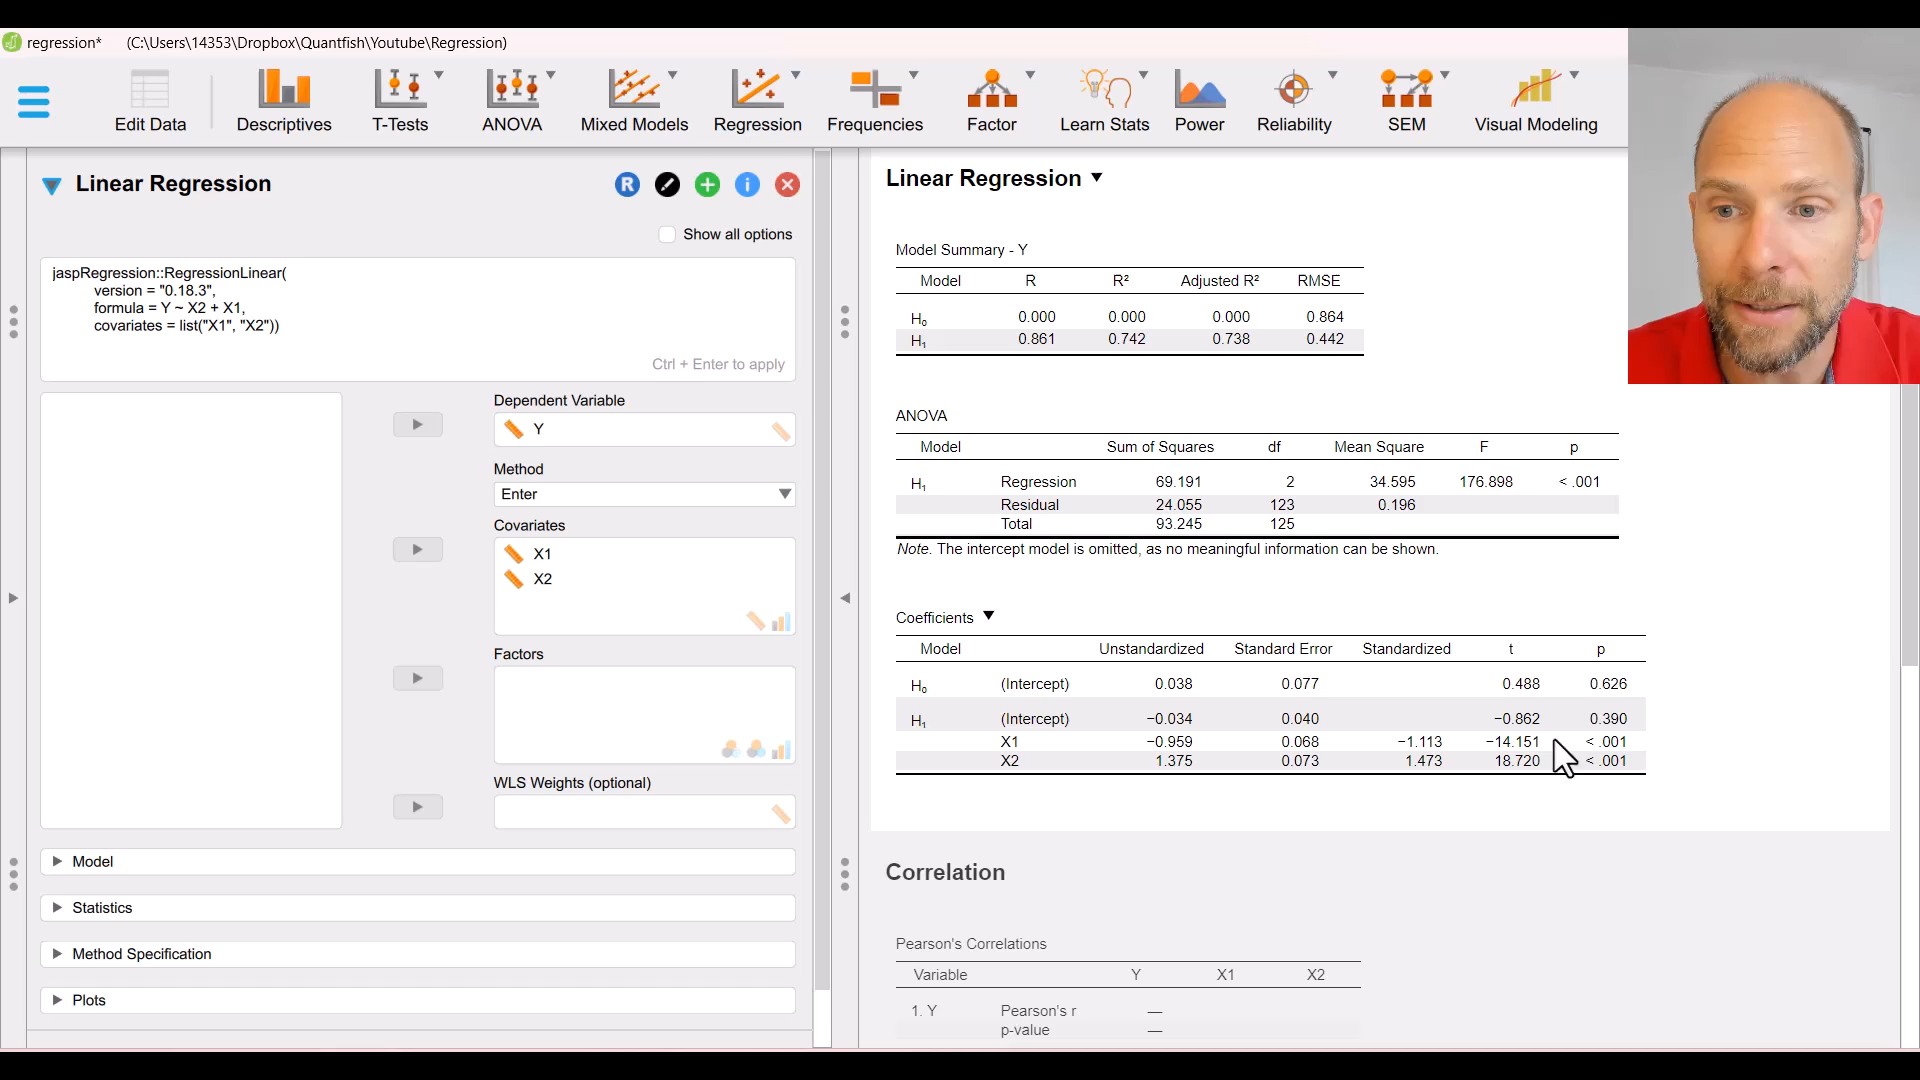 regression* (C:\Users\14353\Dropbox\Quantfish\Youtube\Regression)
Edit Data Descriptives T-Tests ANOVA Mixed Models Regression Frequencies Factor Learn Stats Power Reliability SEM Visual Modeling
Linear Regression
R
i
Show all options
jaspRegression::RegressionLinear(
version = "0.18.3",
formula = Y ~ X2 + X1,
covariates = list("X1", "X2"))
Ctrl + Enter to apply
Dependent Variable
Y
Method
Enter
Covariates
X1
X2
Factors
WLS Weights (optional)
Model
Statistics
Method Specification
Plots
Linear Regression
Model Summary - Y
Model R R² Adjusted R² RMSE
H₀ 0.000 0.000 0.000 0.864
H₁ 0.861 0.742 0.738 0.442
ANOVA
Model Sum of Squares df Mean Square F p
H₁ Regression 69.191 2 34.595 176.898 < .001
Residual 24.055 123 0.196
Total 93.245 125
Note. The intercept model is omitted, as no meaningful information can be shown.
Coefficients
Model Unstandardized Standard Error Standardized t p
H₀ (Intercept) 0.038 0.077 0.488 0.626
H₁ (Intercept) −0.034 0.040 −0.862 0.390
X1 −0.959 0.068 −1.113 −14.151 < .001
X2 1.375 0.073 1.473 18.720 < .001
Correlation
Pearson's Correlations
Variable Y X1 X2
1. Y Pearson's r —
p-value —